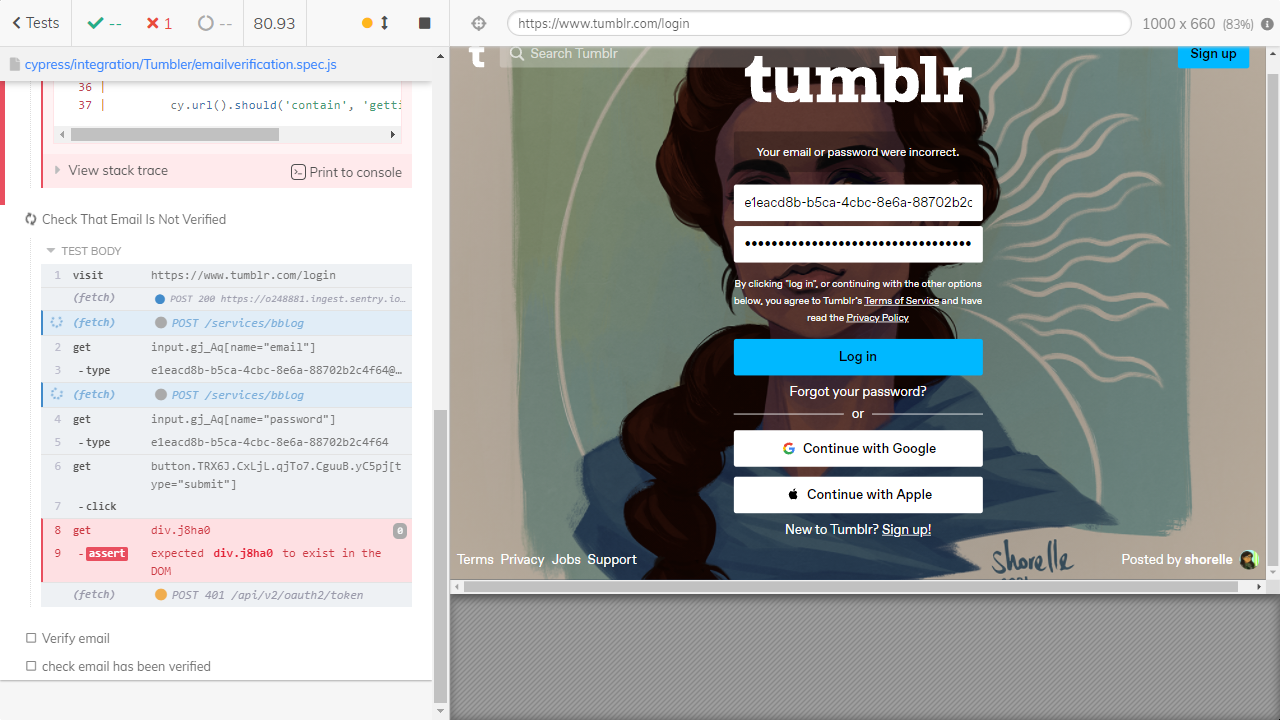 Tests
--
1
--
80.93
https://www.tumblr.com/login
1000 x 660 (83%)
cypress/integration/Tumbler/emailverification.spec.js
36 |
37 | cy.url().should('contain', 'getti
View stack trace
Print to console
Check That Email Is Not Verified
TEST BODY
1 visit https://www.tumblr.com/login
(fetch) POST 200 https://o248881.ingest.sentry.io…
(fetch) POST /services/bblog
2 get input.gj_Aq[name="email"]
3 -type e1eacd8b-b5ca-4cbc-8e6a-88702b2c4f64@…
(fetch) POST /services/bblog
4 get input.gj_Aq[name="password"]
5 -type e1eacd8b-b5ca-4cbc-8e6a-88702b2c4f64
6 get button.TRX6J.CxLjL.qjTo7.CguuB.yC5pj[t
ype="submit"]
7 -click
8 get div.j8ha0 0
9 -assert expected div.j8ha0 to exist in the
DOM
(fetch) POST 401 /api/v2/oauth2/token
Verify email
check email has been verified
t
Search Tumblr
Sign up
tumblr
Your email or password were incorrect.
e1eacd8b-b5ca-4cbc-8e6a-88702b2c
By clicking "log in", or continuing with the other options
below, you agree to Tumblr's Terms of Service and have
read the Privacy Policy
Log in
Forgot your password?
or
Continue with Google
Continue with Apple
New to Tumblr? Sign up!
Terms Privacy Jobs Support
shorelle
Posted by shorelle